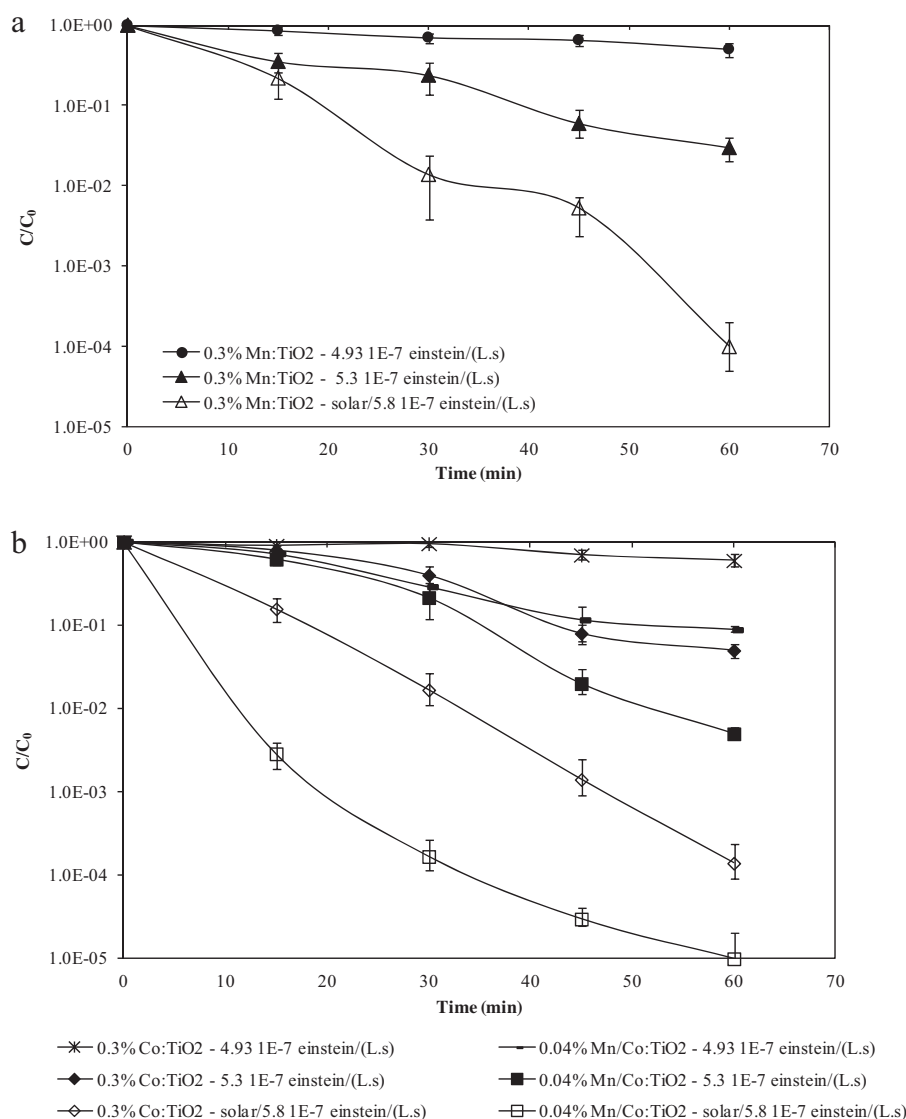 a
1.0E+00
1.0E-01
1.0E-02
1.0E-03
1.0E-04
1.0E-05
C/C0
0.3% Mn:TiO2 - 4.93 1E-7 einstein/(L.s)
0.3% Mn:TiO2 - 5.3 1E-7 einstein/(L.s)
0.3% Mn:TiO2 - solar/5.8 1E-7 einstein/(L.s)
0 10 20 30 40 50 60 70
Time (min)
b
1.0E+00
1.0E-01
1.0E-02
1.0E-03
1.0E-04
1.0E-05
C/C0
0 10 20 30 40 50 60 70
Time (min)
0.3% Co:TiO2 - 4.93 1E-7 einstein/(L.s)
0.04% Mn/Co:TiO2 - 4.93 1E-7 einstein/(L.s)
0.3% Co:TiO2 - 5.3 1E-7 einstein/(L.s)
0.04% Mn/Co:TiO2 - 5.3 1E-7 einstein/(L.s)
0.3% Co:TiO2 - solar/5.8 1E-7 einstein/(L.s)
0.04% Mn/Co:TiO2 - solar/5.8 1E-7 einstein/(L.s)